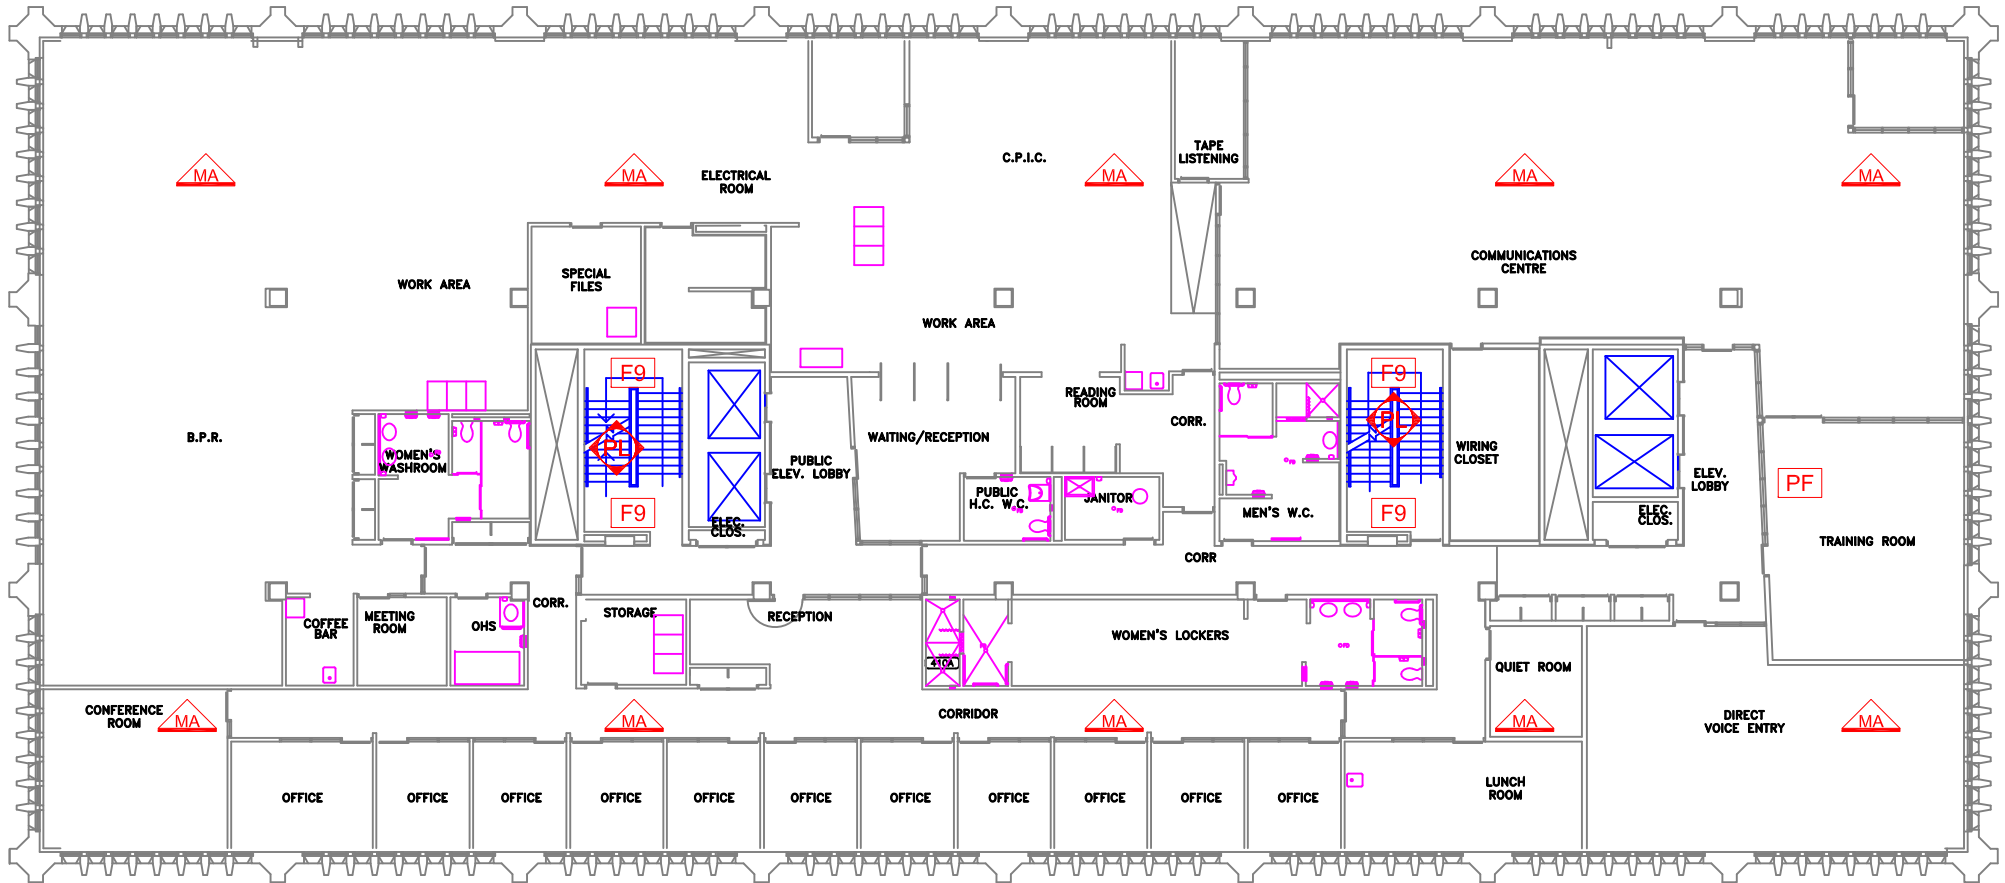 TAPE
LISTENING
C.P.I.C.
MA
MA
MA
MA
MA
ELECTRICAL
ROOM
COMMUNICATIONS
CENTRE
SPECIAL
FILES
WORK AREA
WORK AREA
F9
F9
READING
ROOM
CORR.
PL
PL
B.P.R.
WAITING/RECEPTION
WOMEN'S
WASHROOM
PUBLIC
ELEV. LOBBY
WIRING
CLOSET
ELEV.
LOBBY
PF
PUBLIC
H.C. W.C.
JANITOR
MEN'S W.C.
F9
F9
ELEC.
CLOS.
ELEC.
CLOS.
TRAINING ROOM
CORR
CORR.
STORAGE
RECEPTION
COFFEE
BAR
MEETING
ROOM
OHS
WOMEN'S LOCKERS
410A
QUIET ROOM
CONFERENCE
ROOM
MA
MA
CORRIDOR
MA
MA
DIRECT
VOICE ENTRY
MA
OFFICE
OFFICE
OFFICE
OFFICE
OFFICE
OFFICE
OFFICE
OFFICE
OFFICE
OFFICE
OFFICE
LUNCH
ROOM